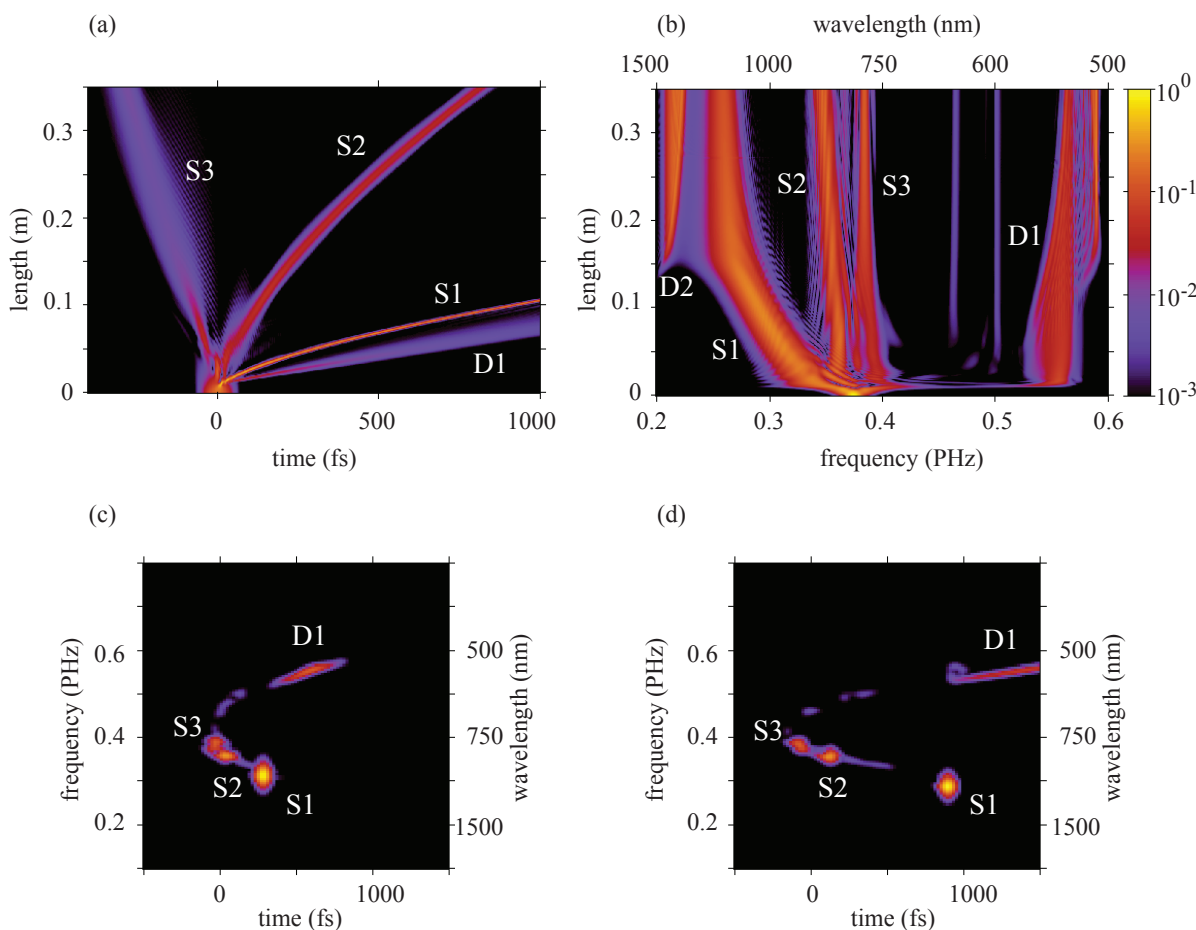 (a)
S3
S2
S1
D1
0.3
0.2
0.1
0
length (m)
0
500
1000
time (fs)
(b)
wavelength (nm)
1500
1000
750
600
500
S2
S3
D1
D2
S1
0.3
0.2
0.1
0
length (m)
0.2
0.3
0.4
0.5
0.6
frequency (PHz)
10^0
10^-1
10^-2
10^-3
(c)
D1
S3
S2
S1
0.6
0.4
0.2
frequency (PHz)
500
750
1500
wavelength (nm)
0
1000
time (fs)
(d)
D1
S3
S2
S1
0.6
0.4
0.2
frequency (PHz)
500
750
1500
wavelength (nm)
0
1000
time (fs)